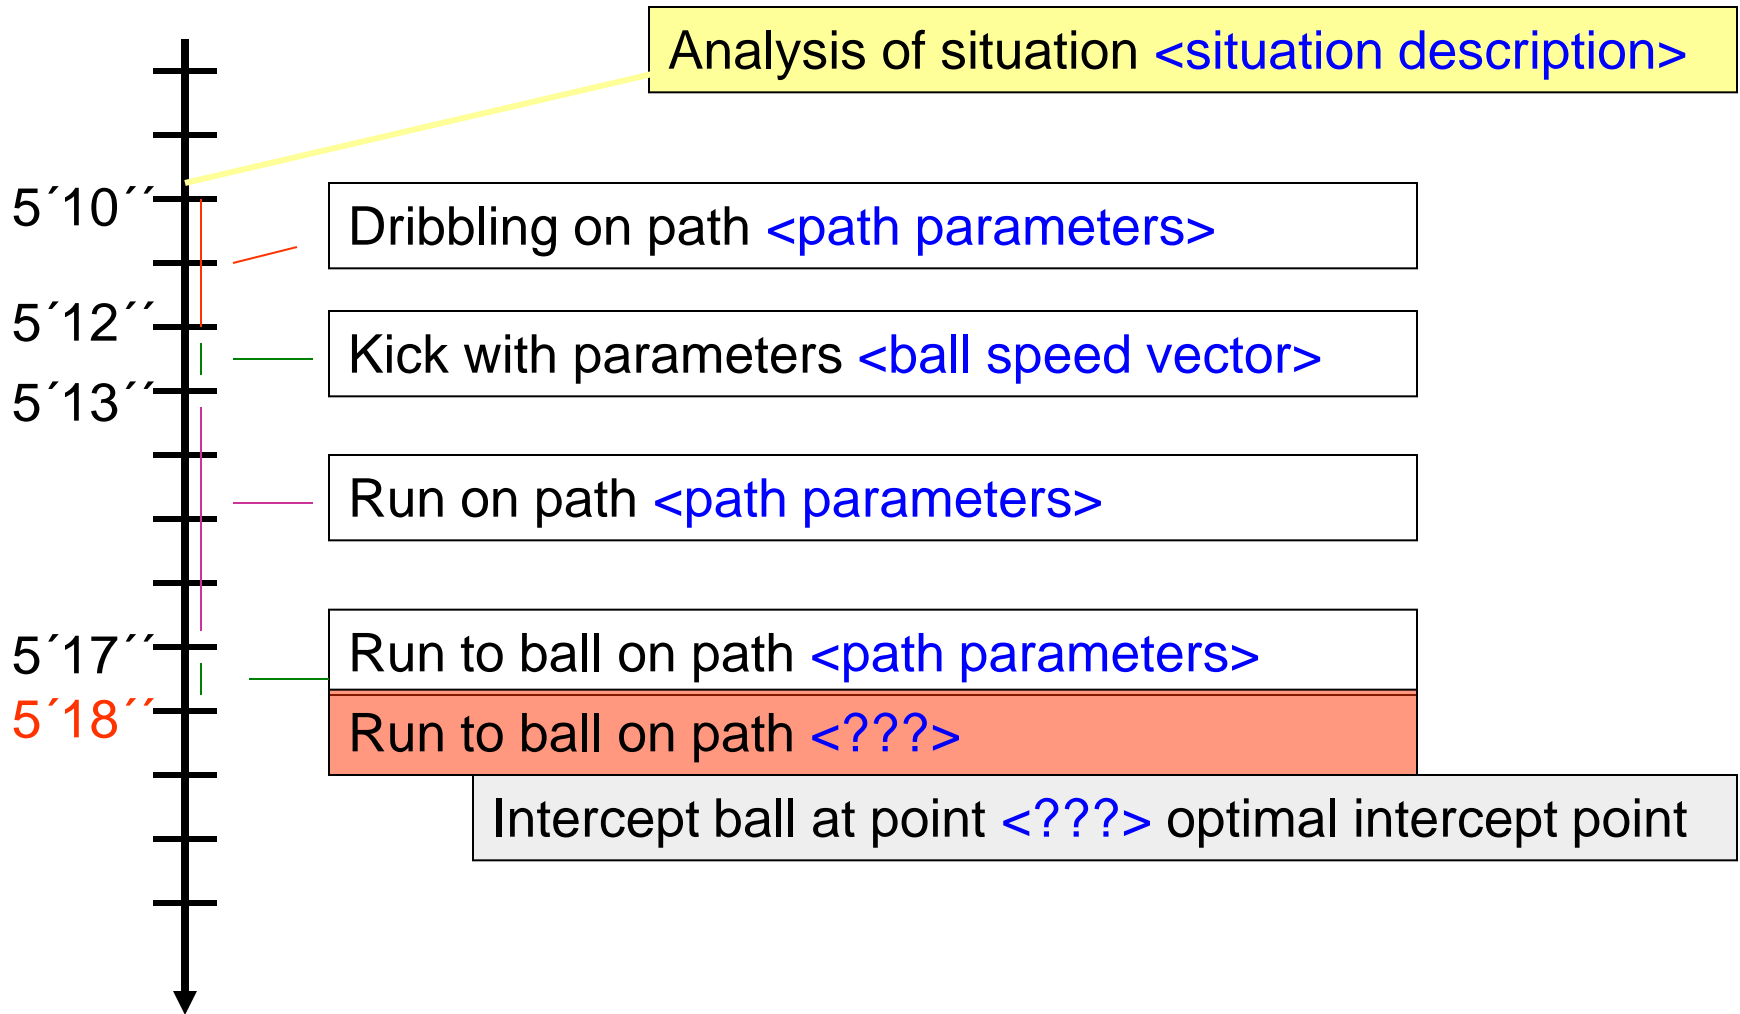 Analysis of situation <situation description>
5´10´´
Dribbling on path <path parameters>
5´12´´
Kick with parameters <ball speed vector>
5´13´´
Run on path <path parameters>
5´17´´
Run to ball on path <path parameters>
5´18´´
Run to ball on path <???>
Intercept ball at point <???> optimal intercept point